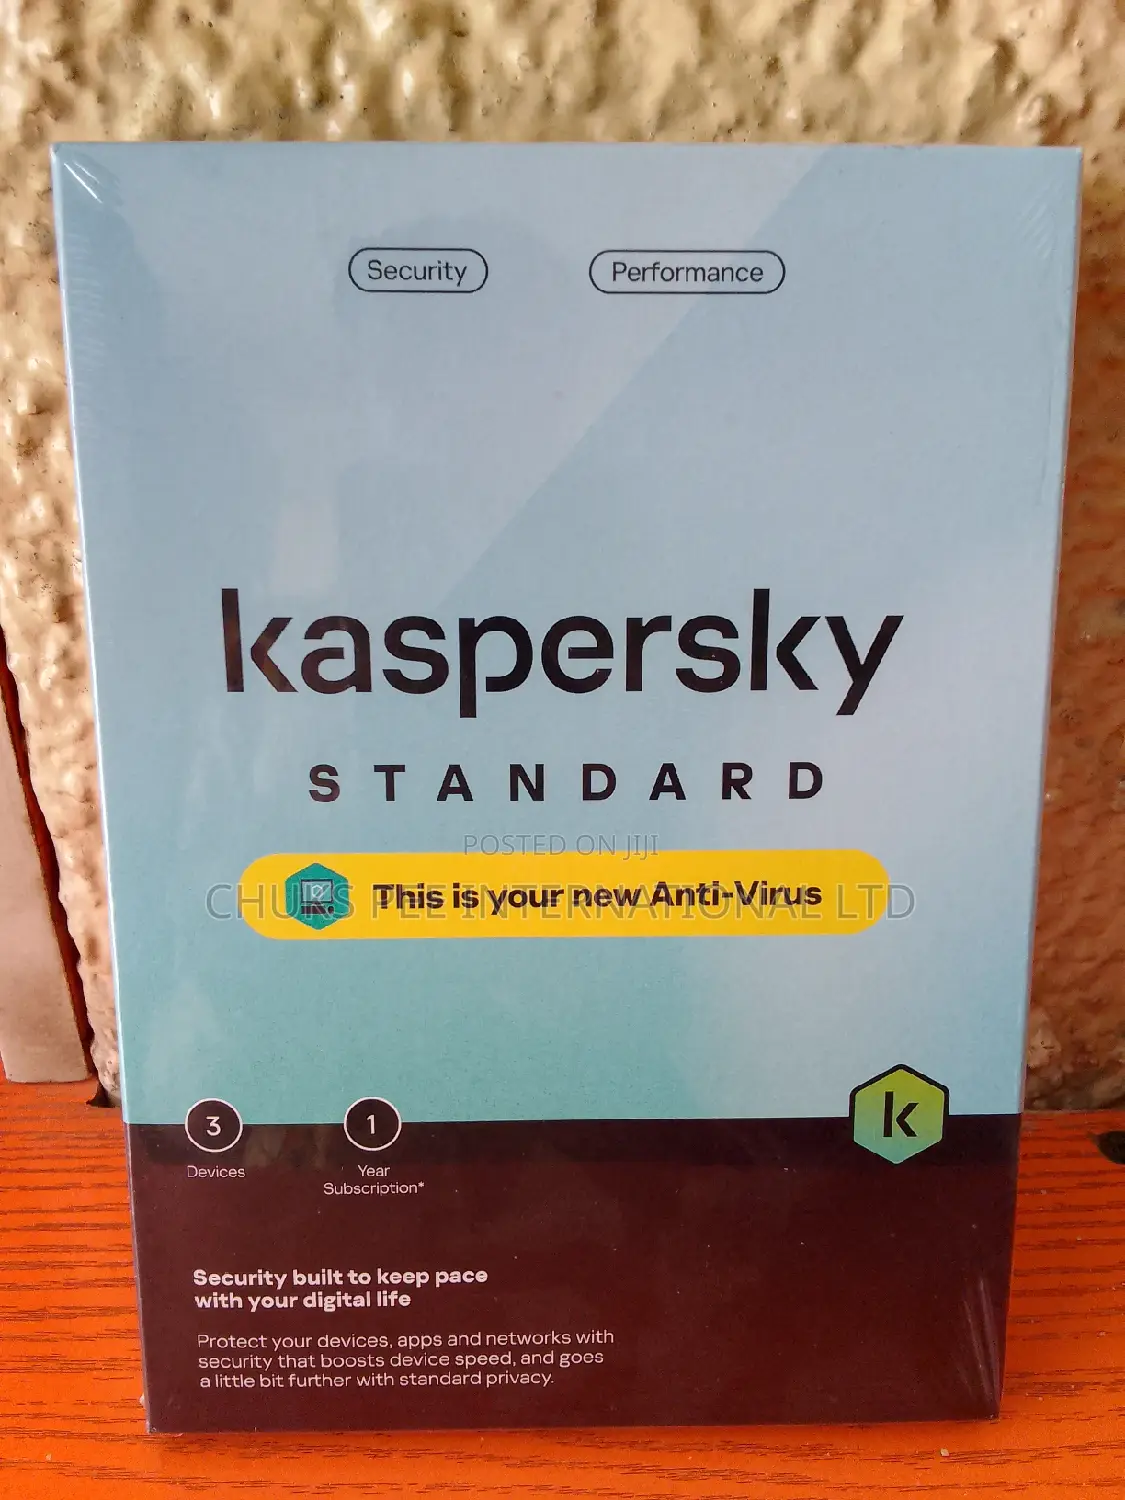 Security
Performance
kaspersky
STANDARD
POSTED ON JIJI
This is your new Anti-Virus
CHUKS PEE INTERNATIONAL LTD
3
Devices
1
Year
Subscription*
k
Security built to keep pace
with your digital life
Protect your devices, apps and networks with
security that boosts device speed, and goes
a little bit further with standard privacy.